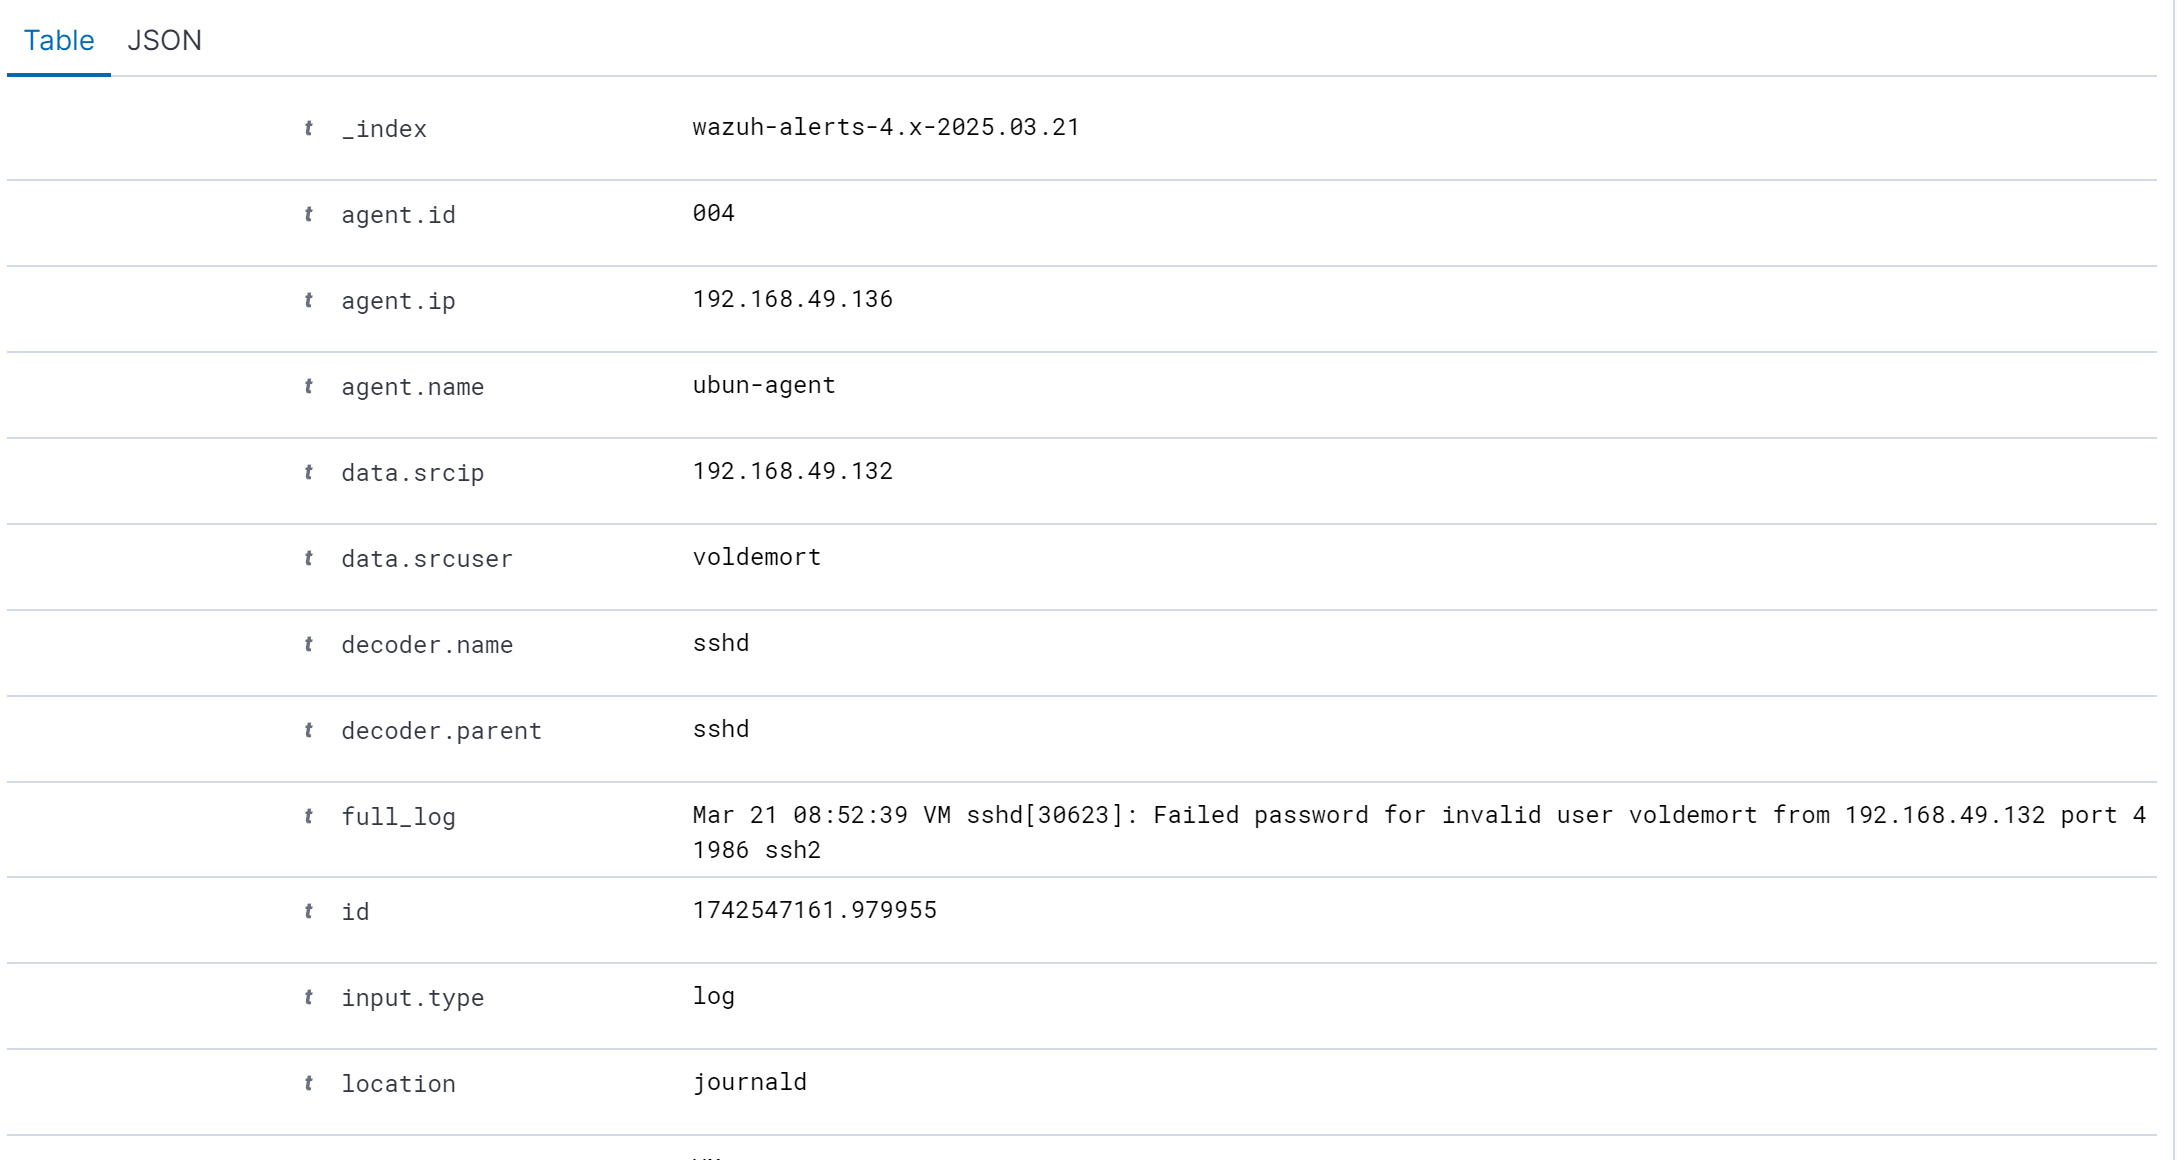 Table JSON
t _index wazuh-alerts-4.x-2025.03.21
t agent.id 004
t agent.ip 192.168.49.136
t agent.name ubun-agent
t data.srcip 192.168.49.132
t data.srcuser voldemort
t decoder.name sshd
t decoder.parent sshd
t full_log Mar 21 08:52:39 VM sshd[30623]: Failed password for invalid user voldemort from 192.168.49.132 port 4
1986 ssh2
t id 1742547161.979955
t input.type log
t location journald